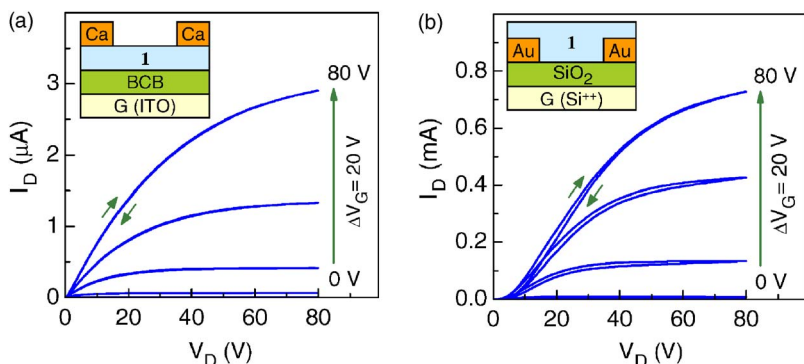 (a)
Ca Ca
1
BCB
G (ITO)
80 V
ΔV_G= 20 V
0 V
I_D (μA)
3
2
1
0
0 20 40 60 80
V_D (V)
(b)
1
Au Au
SiO₂
G (Si⁺⁺)
80 V
ΔV_G= 20 V
0 V
I_D (mA)
0.8
0.6
0.4
0.2
0.0
0 20 40 60 80
V_D (V)